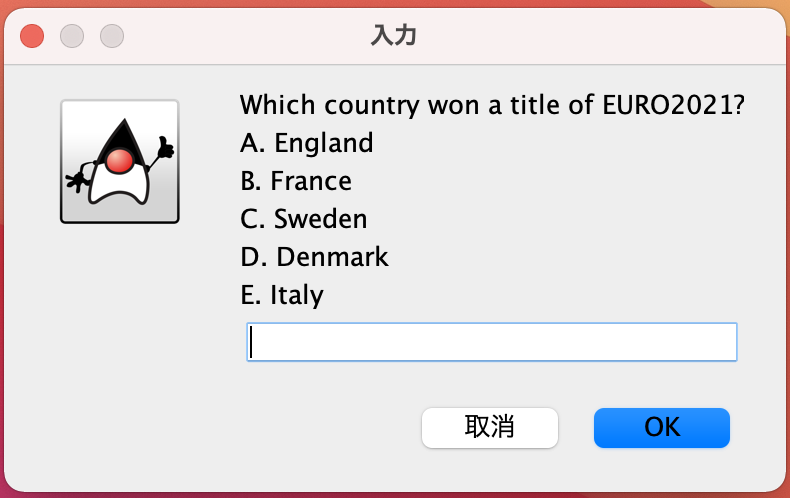 入力
Which country won a title of EURO2021?
A. England
B. France
C. Sweden
D. Denmark
E. Italy
取消
OK